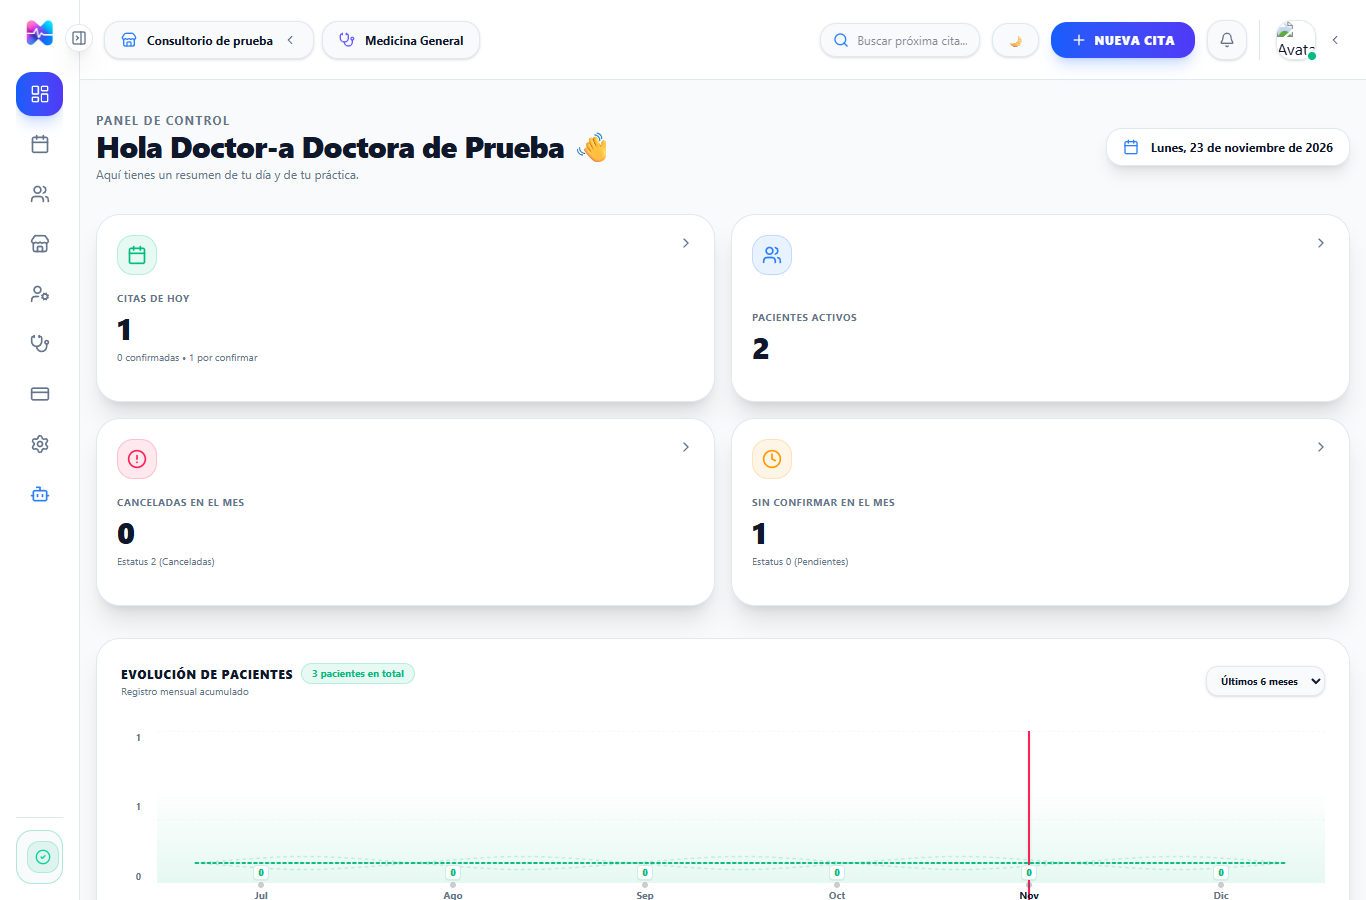 Consultorio de prueba
Medicina General
Buscar próxima cita...
NUEVA CITA
Avata
PANEL DE CONTROL
Hola Doctor-a Doctora de Prueba 👋
Aquí tienes un resumen de tu día y de tu práctica.
Lunes, 23 de noviembre de 2026
CITAS DE HOY
1
0 confirmadas • 1 por confirmar
PACIENTES ACTIVOS
2
CANCELADAS EN EL MES
0
Estatus 2 (Canceladas)
SIN CONFIRMAR EN EL MES
1
Estatus 0 (Pendientes)
EVOLUCIÓN DE PACIENTES
3 pacientes en total
Registro mensual acumulado
Últimos 6 meses
1
1
0
0 0 0 0 0 0
Jul Ago Sep Oct Nov Dic